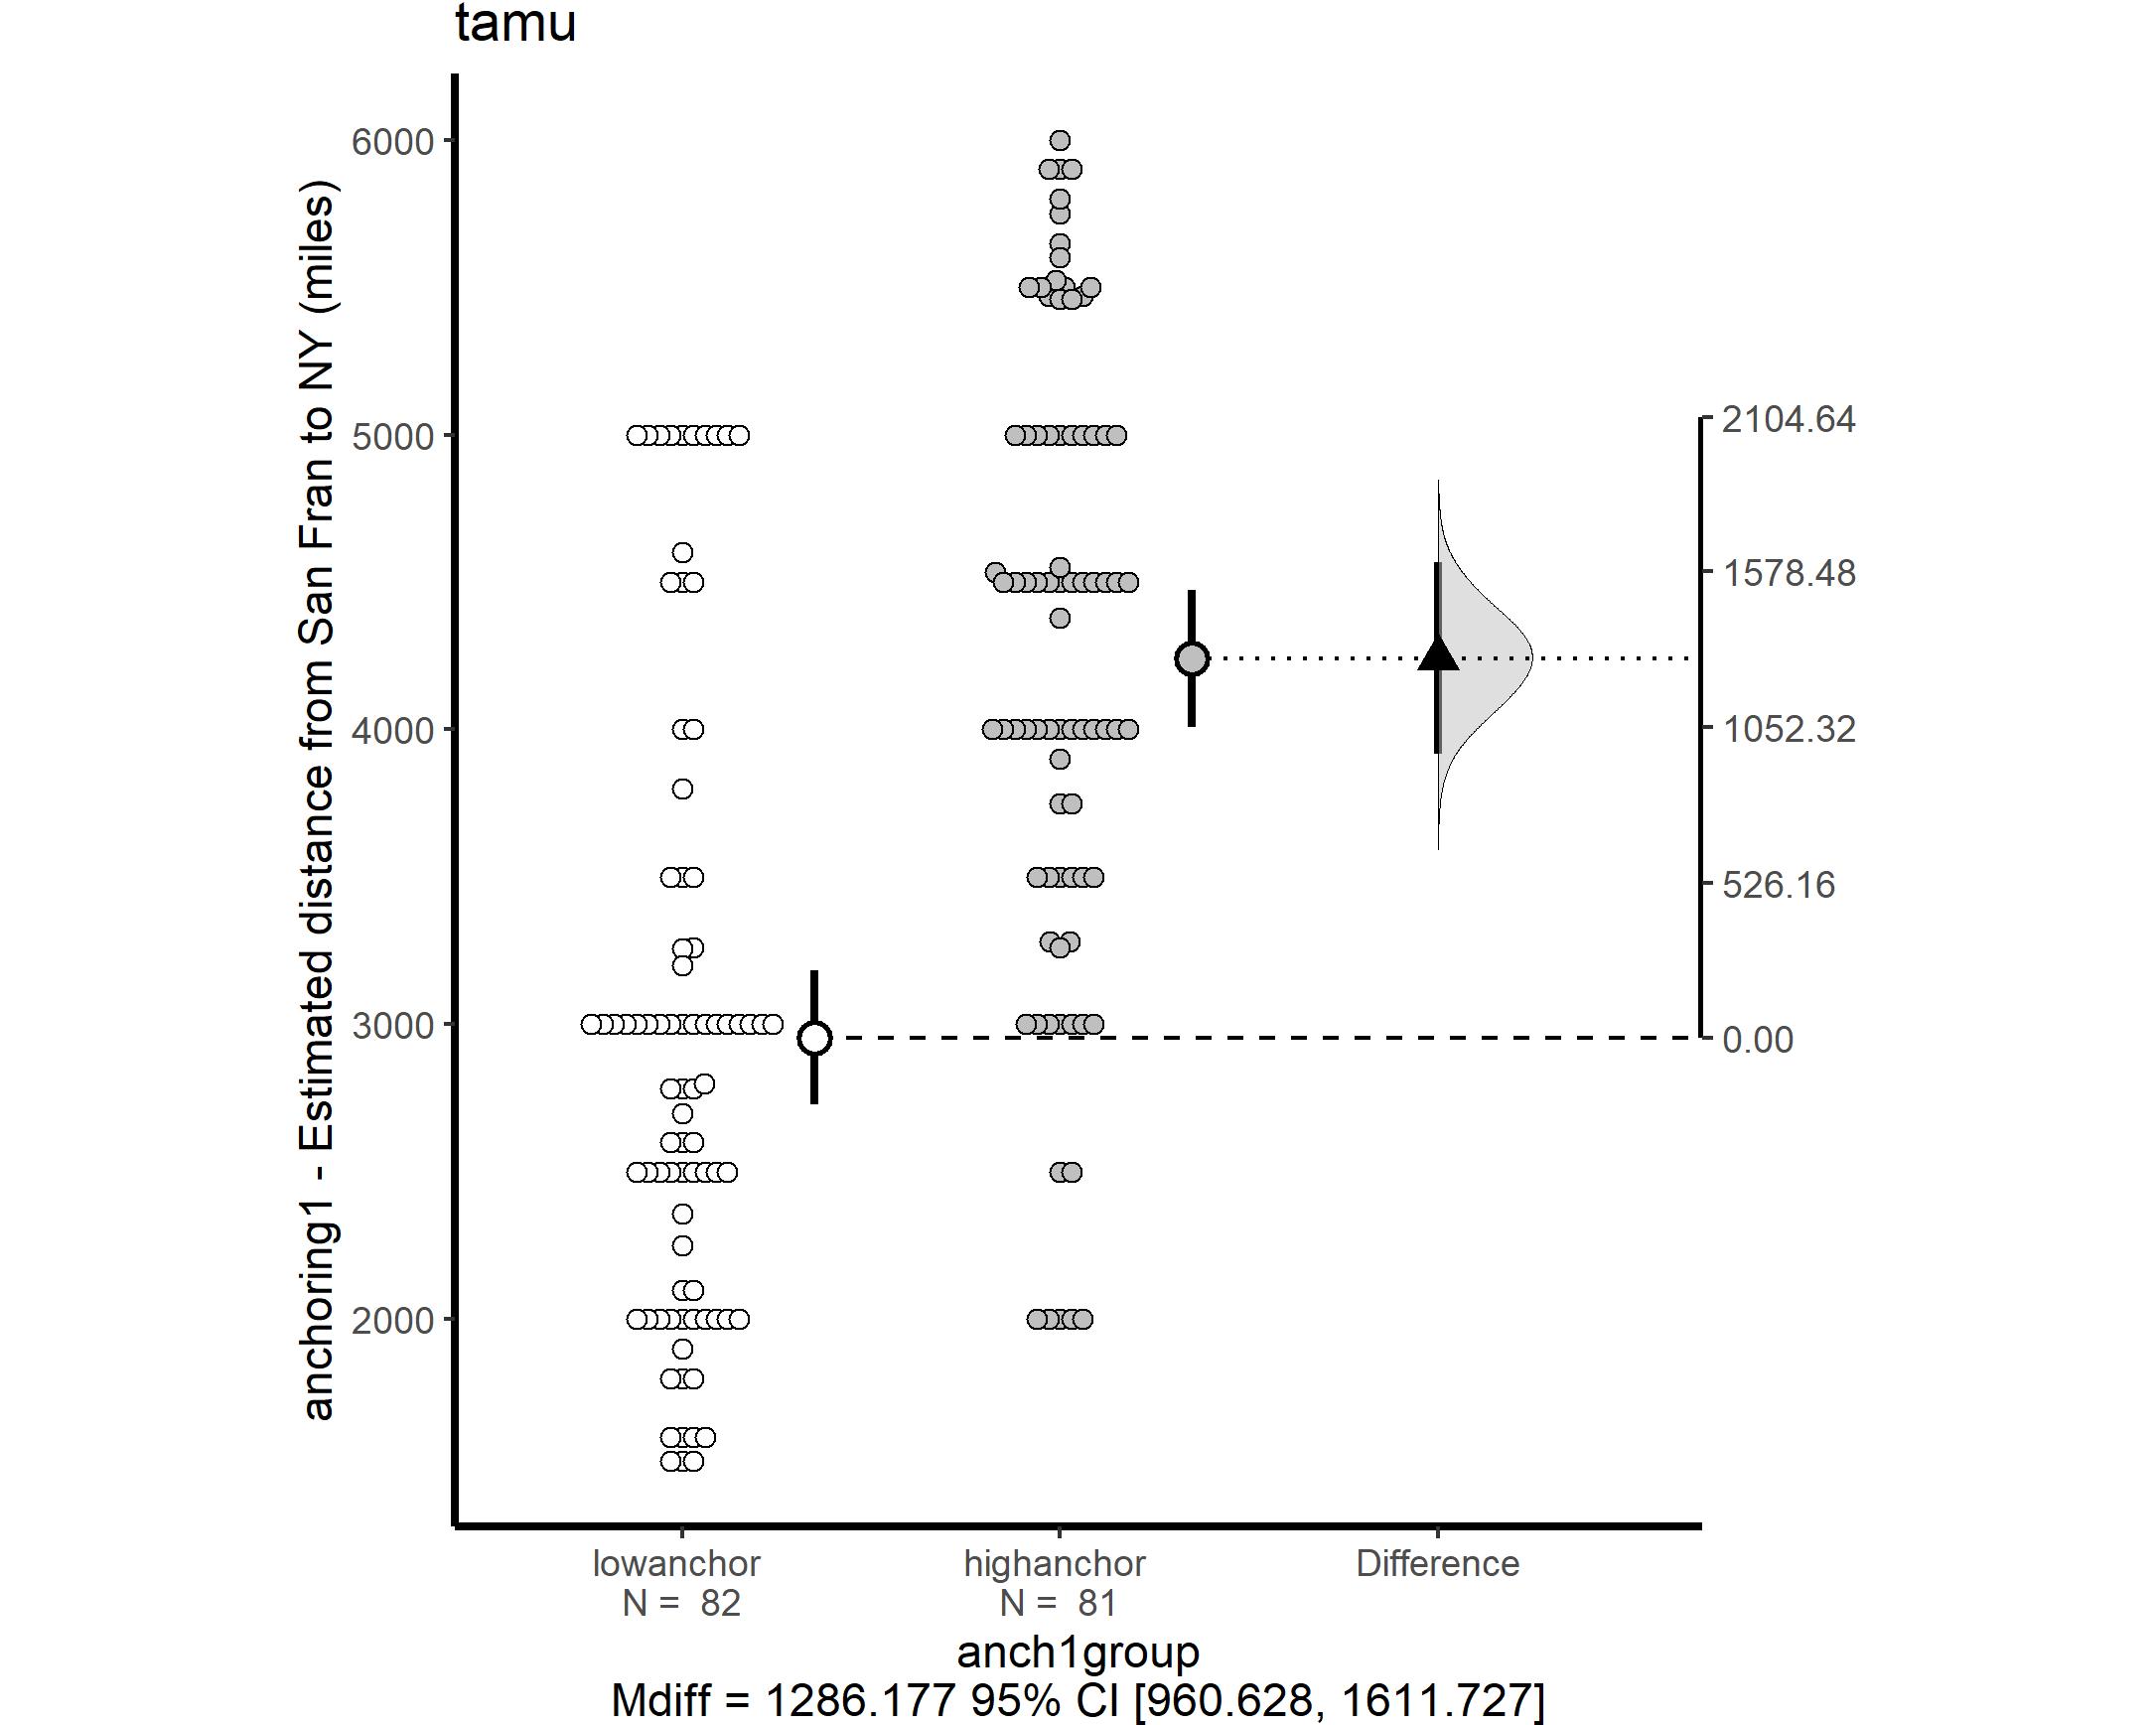 tamu
anchoring1 - Estimated distance from San Fran to NY (miles)
6000
5000
4000
3000
2000
2104.64
1578.48
1052.32
526.16
0.00
lowanchor
N =  82
highanchor
N =  81
Difference
anch1group
Mdiff = 1286.177 95% CI [960.628, 1611.727]